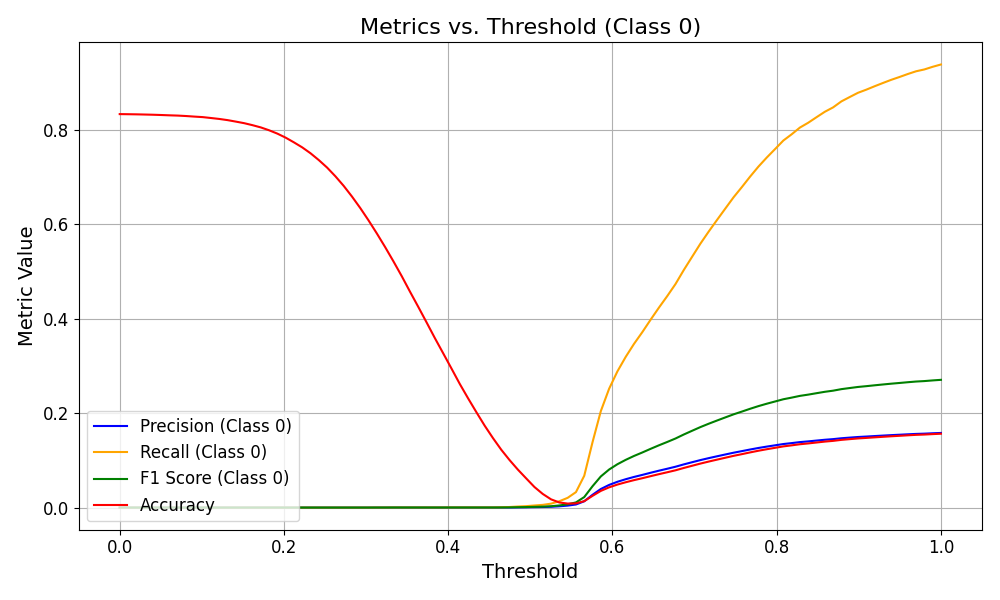 Metrics vs. Threshold (Class 0)
Metric Value
0.8
0.6
0.4
0.2
0.0
Precision (Class 0)
Recall (Class 0)
F1 Score (Class 0)
Accuracy
0.0 0.2 0.4 0.6 0.8 1.0
Threshold